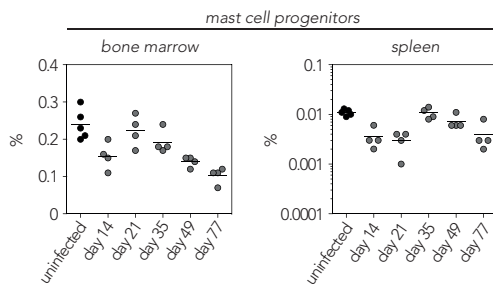 mast cell progenitors
bone marrow
%
0.4
0.3
0.2
0.1
0
uninfected
day 14
day 21
day 35
day 49
day 77
spleen
%
0.1
0.01
0.001
0.0001
uninfected
day 14
day 21
day 35
day 49
day 77